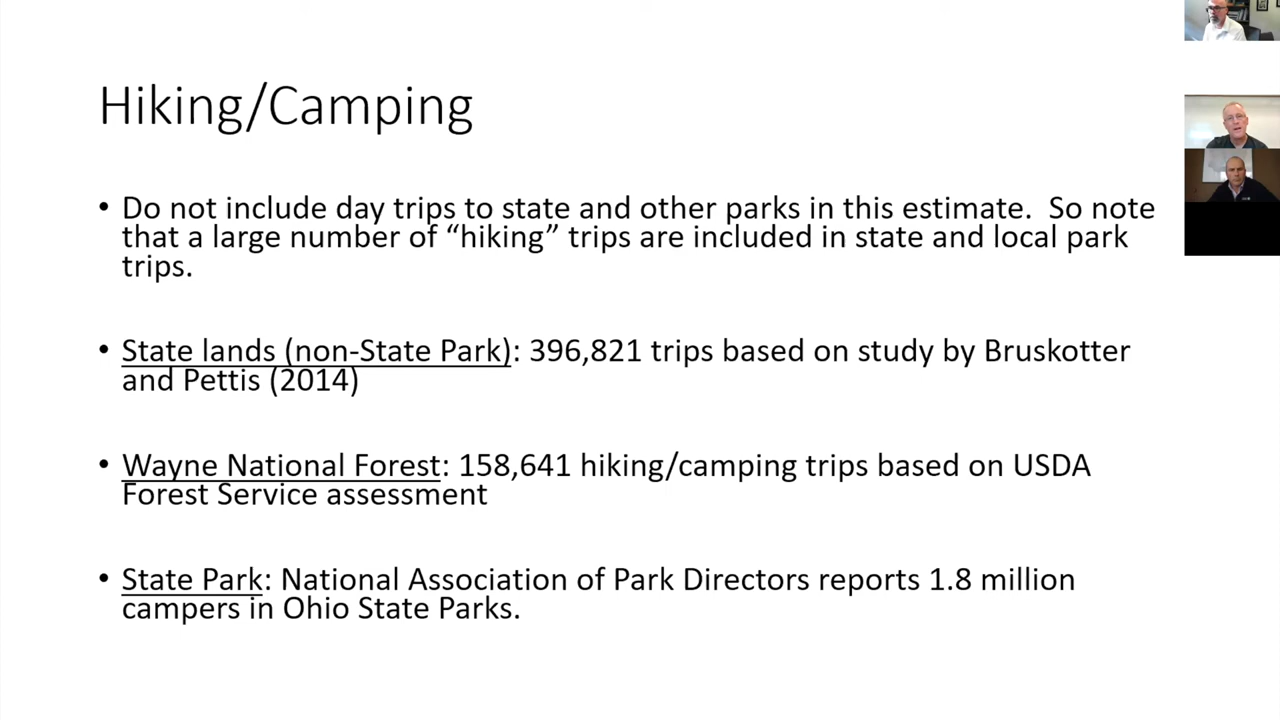 Hiking/Camping
• Do not include day trips to state and other parks in this estimate.  So note
that a large number of “hiking” trips are included in state and local park
trips.
• State lands (non-State Park): 396,821 trips based on study by Bruskotter
and Pettis (2014)
• Wayne National Forest: 158,641 hiking/camping trips based on USDA
Forest Service assessment
• State Park: National Association of Park Directors reports 1.8 million
campers in Ohio State Parks.